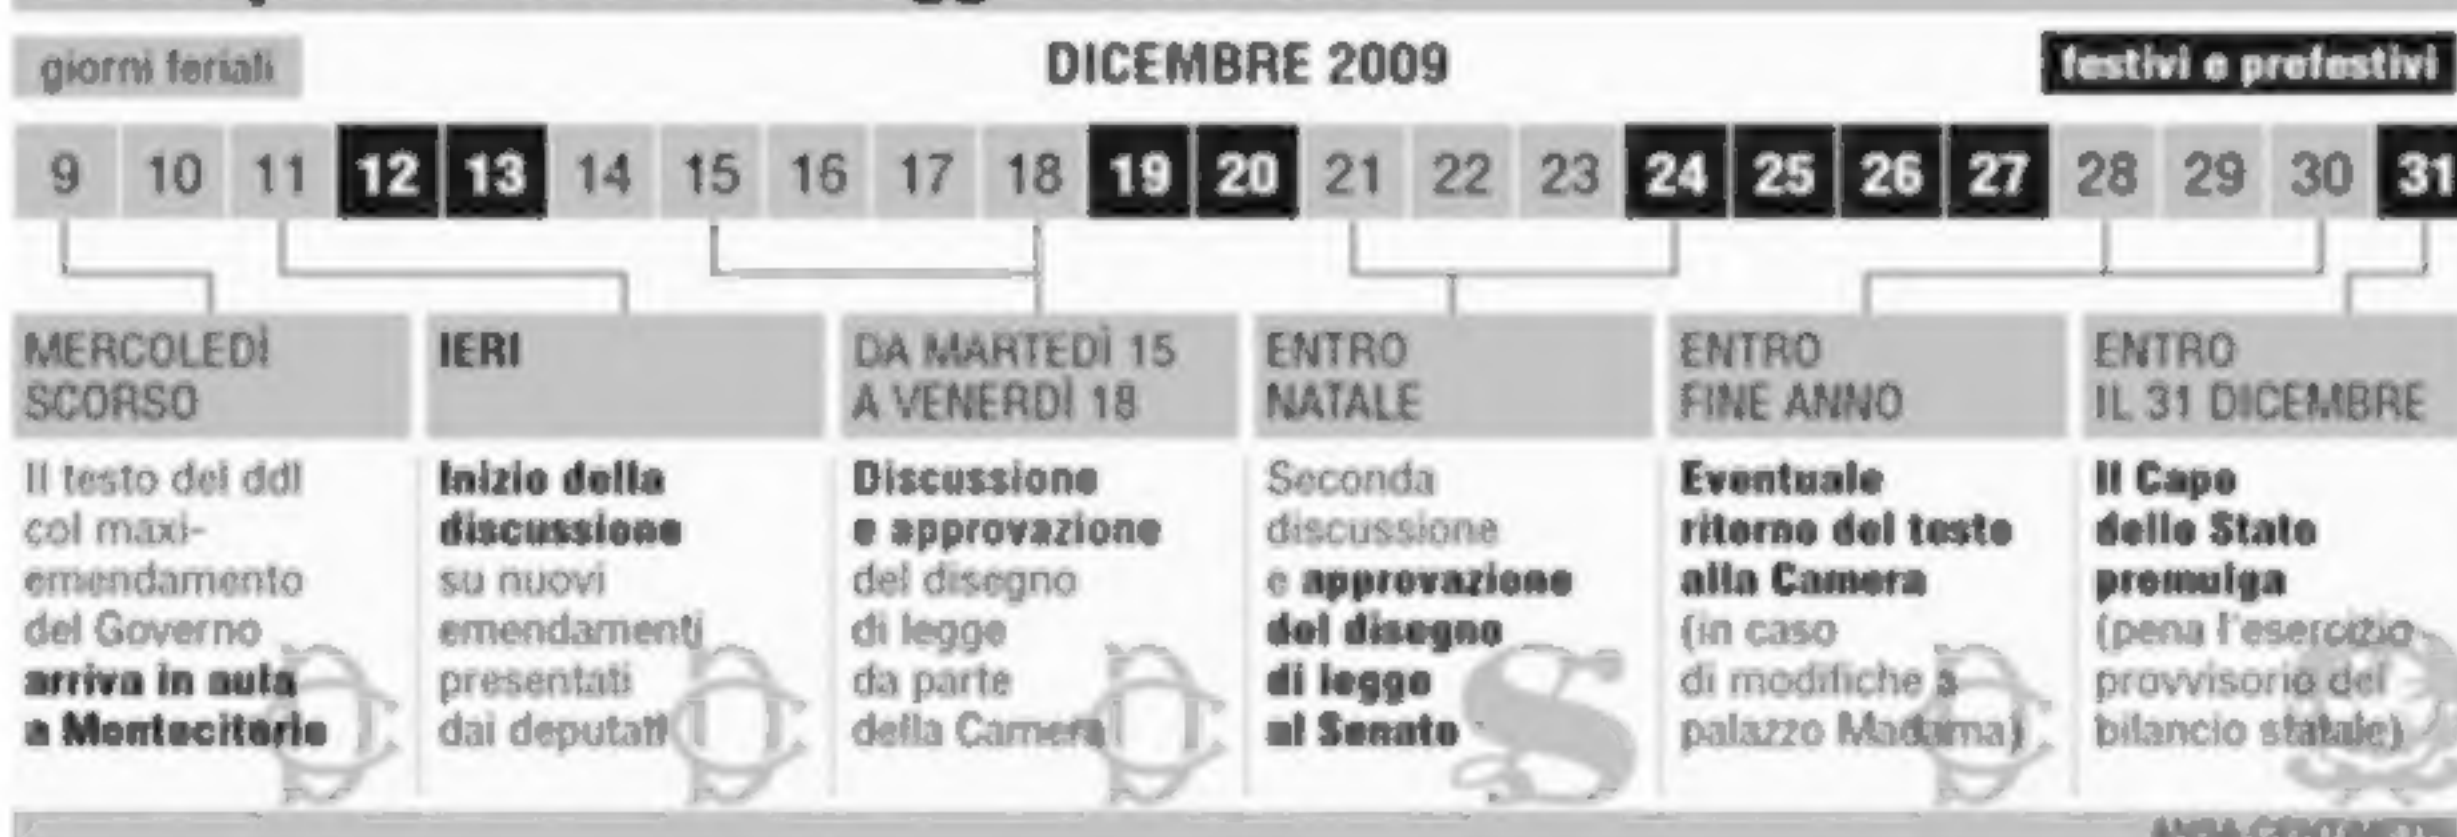 giorni feriali
DICEMBRE 2009
festivi e prefestivi
9 10 11 12 13 14 15 16 17 18 19 20 21 22 23 24 25 26 27 28 29 30 31
MERCOLEDÌ
SCORSO
Il testo del ddl
col maxi-
emendamento
del Governo
arriva in aula
a Montecitorio
IERI
Inizio della
discussione
su nuovi
emendamenti
presentati
dai deputati
DA MARTEDÌ 15
A VENERDÌ 18
Discussione
e approvazione
del disegno
di legge
da parte
della Camera
ENTRO
NATALE
Seconda
discussione
e approvazione
del disegno
di legge
al Senato
ENTRO
FINE ANNO
Eventuale
ritorno del testo
alla Camera
(in caso
di modifiche a
palazzo Madama)
ENTRO
IL 31 DICEMBRE
Il Capo
dello Stato
promulga
(pena l'esercizio
provvisorio del
bilancio statale)